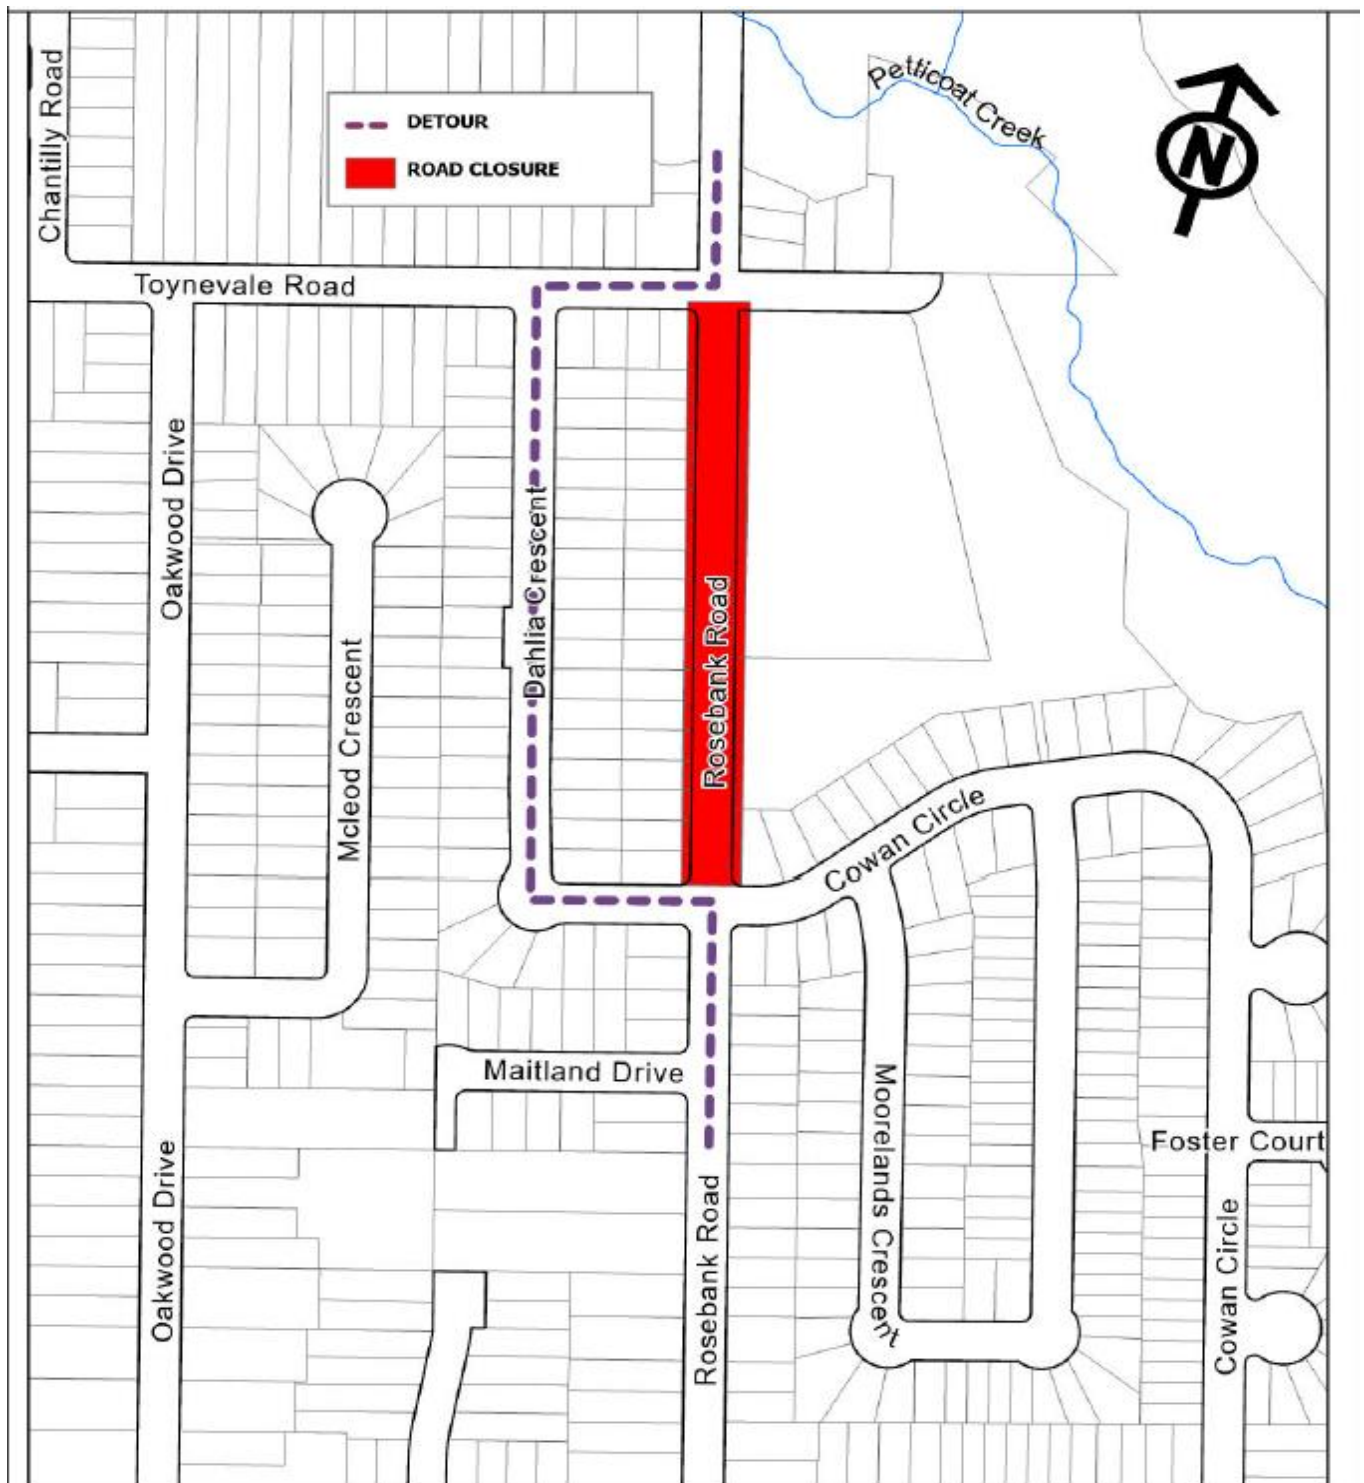 Chantilly Road
Petticoat Creek
N
DETOUR
ROAD CLOSURE
Toynevale Road
Oakwood Drive
Dahlia Crescent
Rosebank Road
Mcleod Crescent
Cowan Circle
Maitland Drive
Moorelands Crescent
Foster Court
Oakwood Drive
Rosebank Road
Cowan Circle